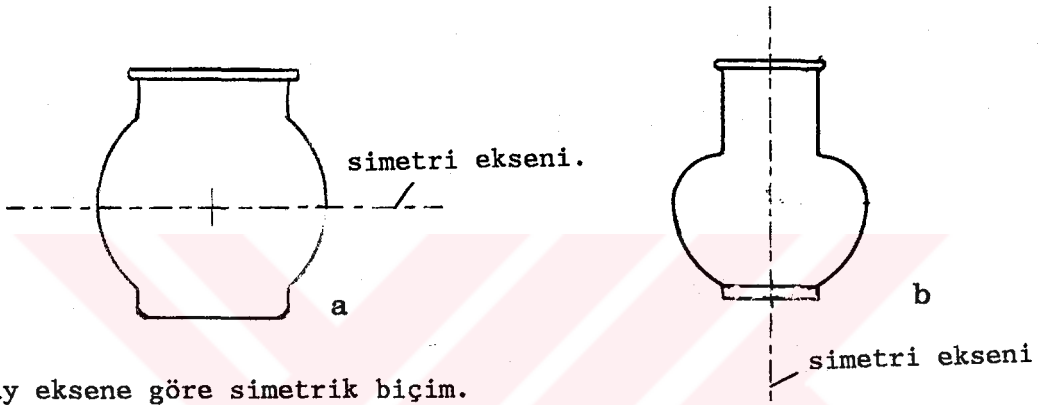 simetri ekseni.
a
b
simetri ekseni
eksene göre simetrik biçim.